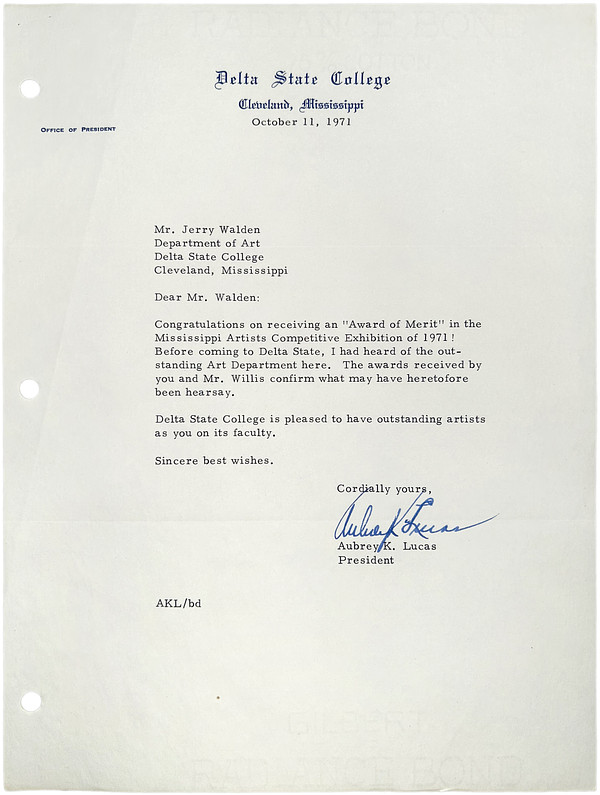 Delta State College
Cleveland, Mississippi
October 11, 1971
OFFICE OF PRESIDENT
Mr. Jerry Walden
Department of Art
Delta State College
Cleveland, Mississippi
Dear Mr. Walden:
Congratulations on receiving an "Award of Merit" in the
Mississippi Artists Competitive Exhibition of 1971!
Before coming to Delta State, I had heard of the out-
standing Art Department here. The awards received by
you and Mr. Willis confirm what may have heretofore
been hearsay.
Delta State College is pleased to have outstanding artists
as you on its faculty.
Sincere best wishes.
Cordially yours,
Aubrey K Lucas
Aubrey K. Lucas
President
AKL/bd